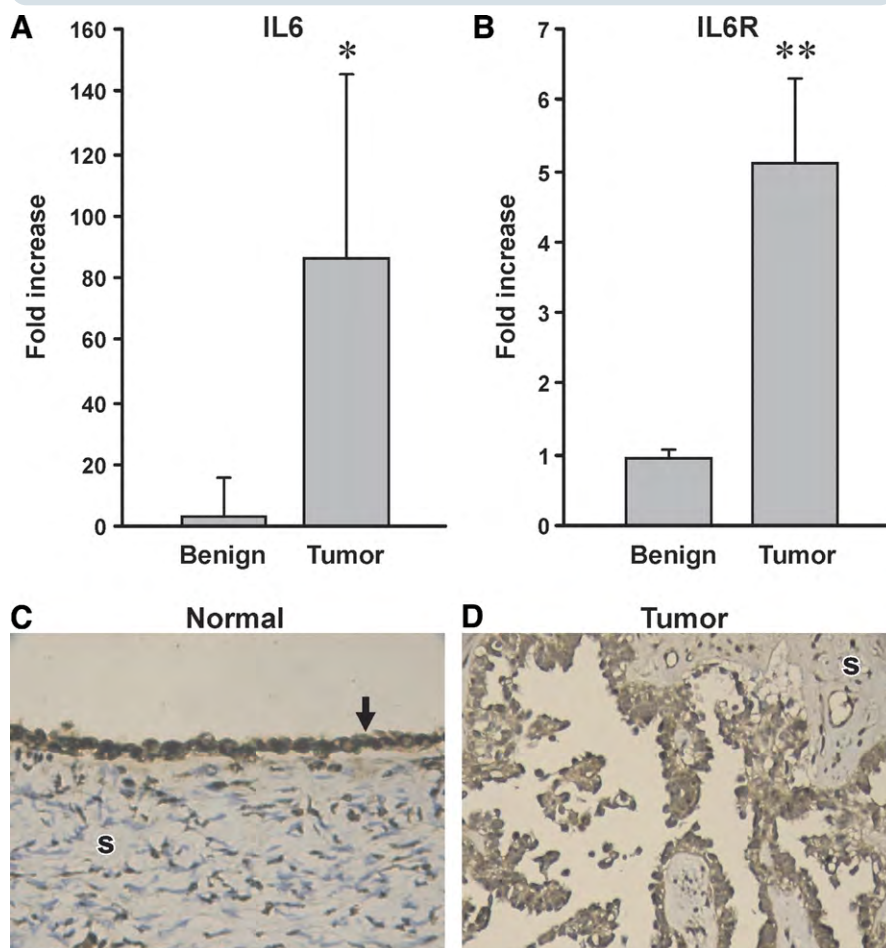 A
IL6
160
140
120
100
80
60
40
20
0
Fold increase
*
Benign Tumor
B
IL6R
7
6
5
4
3
2
1
0
Fold increase
**
Benign Tumor
C
Normal
s
D
Tumor
s